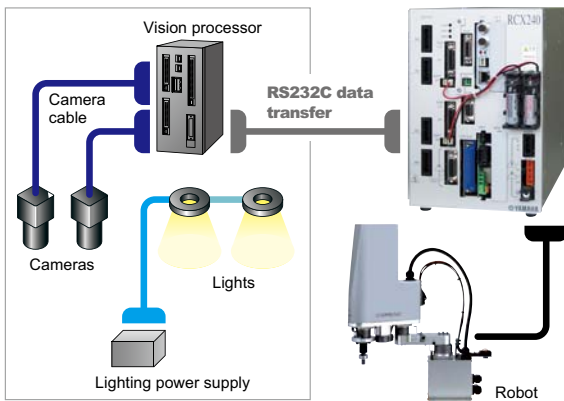 Vision processor
RCX240
Camera
cable
RS232C data
transfer
YAMAHA
Cameras
Lights
Lighting power supply
Robot